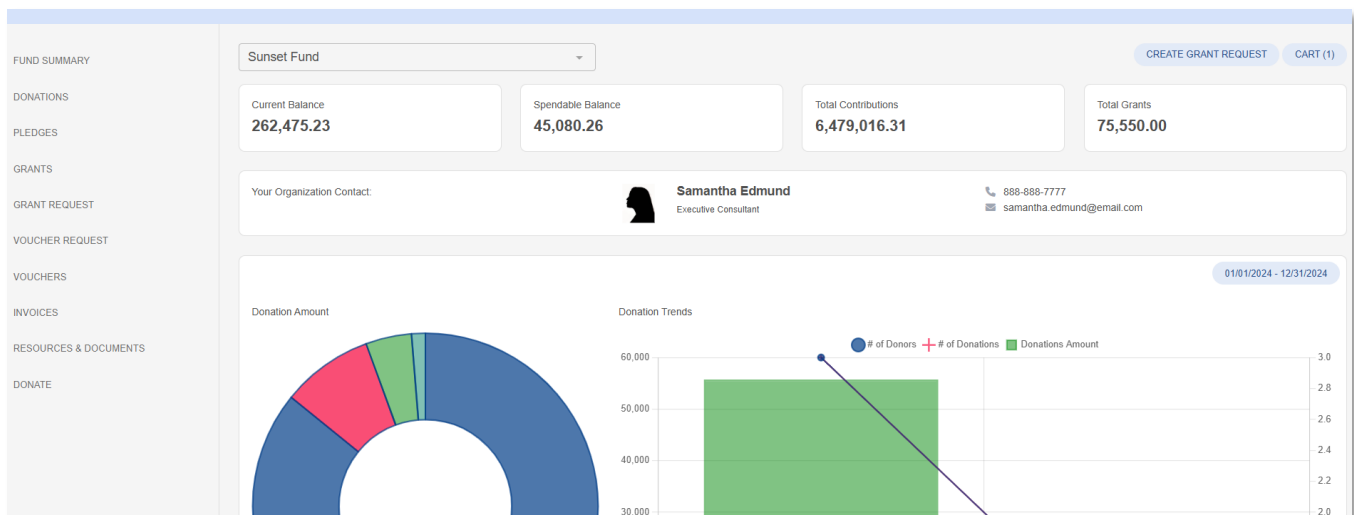 FUND SUMMARY
DONATIONS
PLEDGES
GRANTS
GRANT REQUEST
VOUCHER REQUEST
VOUCHERS
INVOICES
RESOURCES & DOCUMENTS
DONATE
Sunset Fund
CREATE GRANT REQUEST
CART (1)
Current Balance
262,475.23
Spendable Balance
45,080.26
Total Contributions
6,479,016.31
Total Grants
75,550.00
Your Organization Contact:
Samantha Edmund
Executive Consultant
888-888-7777
samantha.edmund@email.com
01/01/2024 - 12/31/2024
Donation Amount
Donation Trends
# of Donors # of Donations Donations Amount
60,000
50,000
40,000
30,000
3.0
2.8
2.6
2.4
2.2
2.0